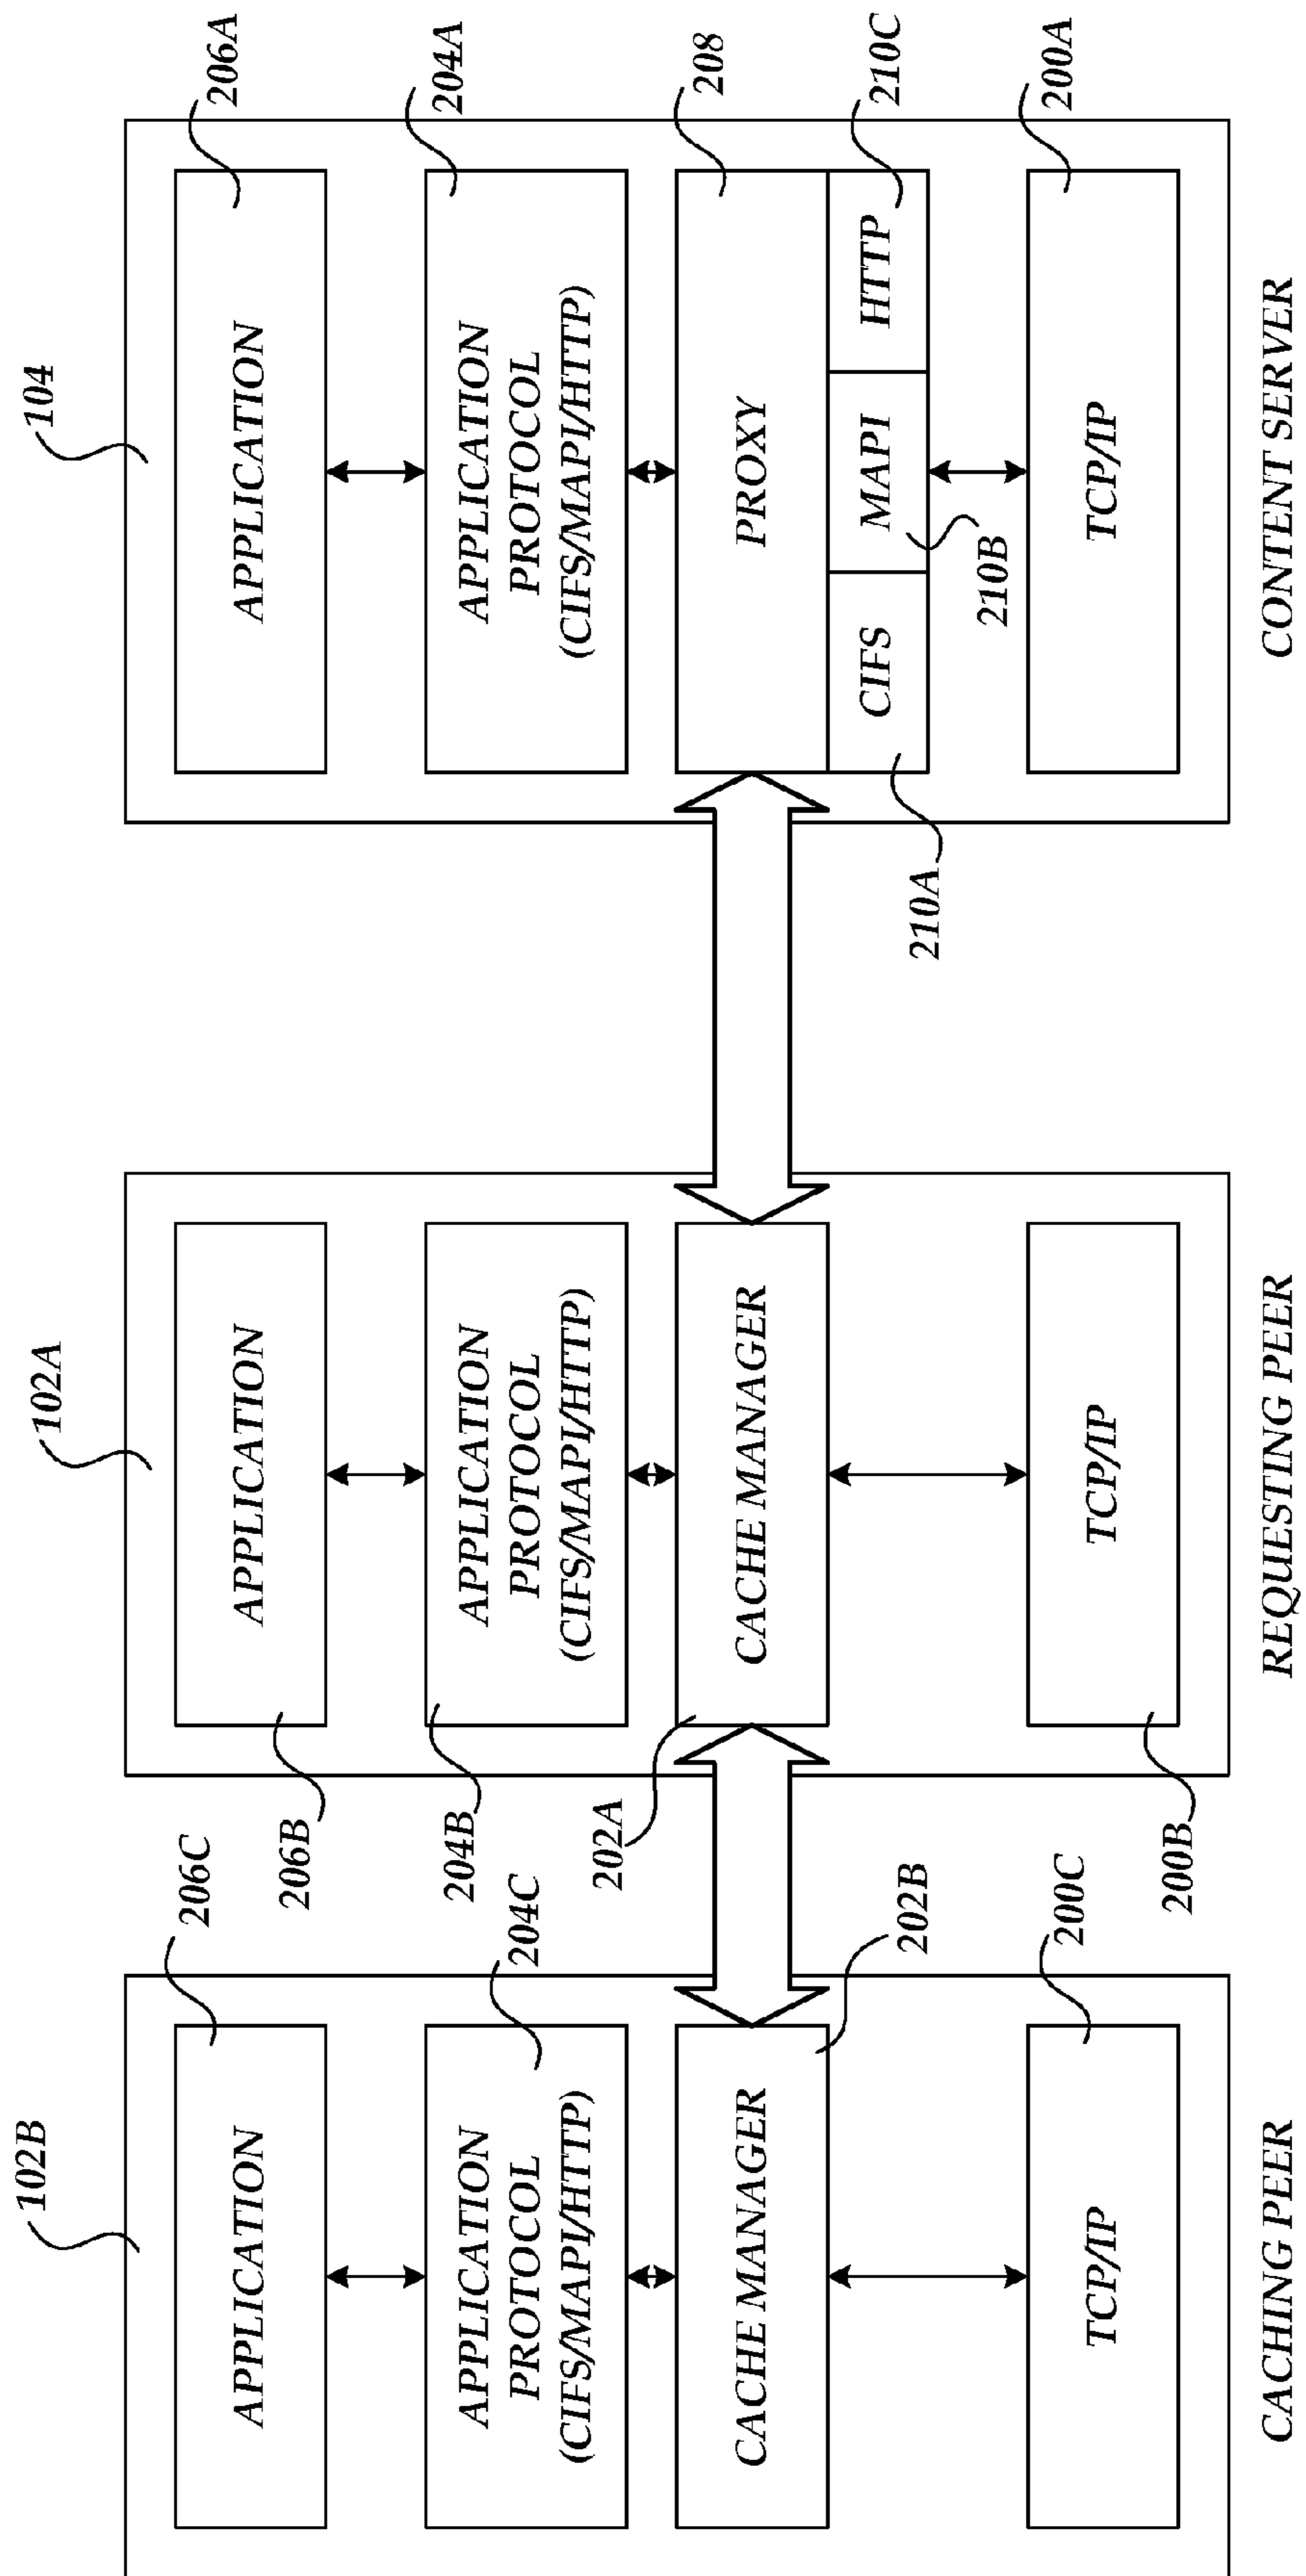 102B
206C
APPLICATION
204C
APPLICATION
PROTOCOL
(CIFS/MAPI/HTTP)
CACHE MANAGER
202B
200C
TCP/IP
CACHING PEER
102A
APPLICATION
206B
APPLICATION
PROTOCOL
(CIFS/MAPI/HTTP)
204B
202A
CACHE MANAGER
TCP/IP
200B
REQUESTING PEER
104
APPLICATION
206A
APPLICATION
PROTOCOL
(CIFS/MAPI/HTTP)
204A
PROXY
208
CIFS
MAPI
HTTP
210A
210B
210C
TCP/IP
200A
CONTENT SERVER